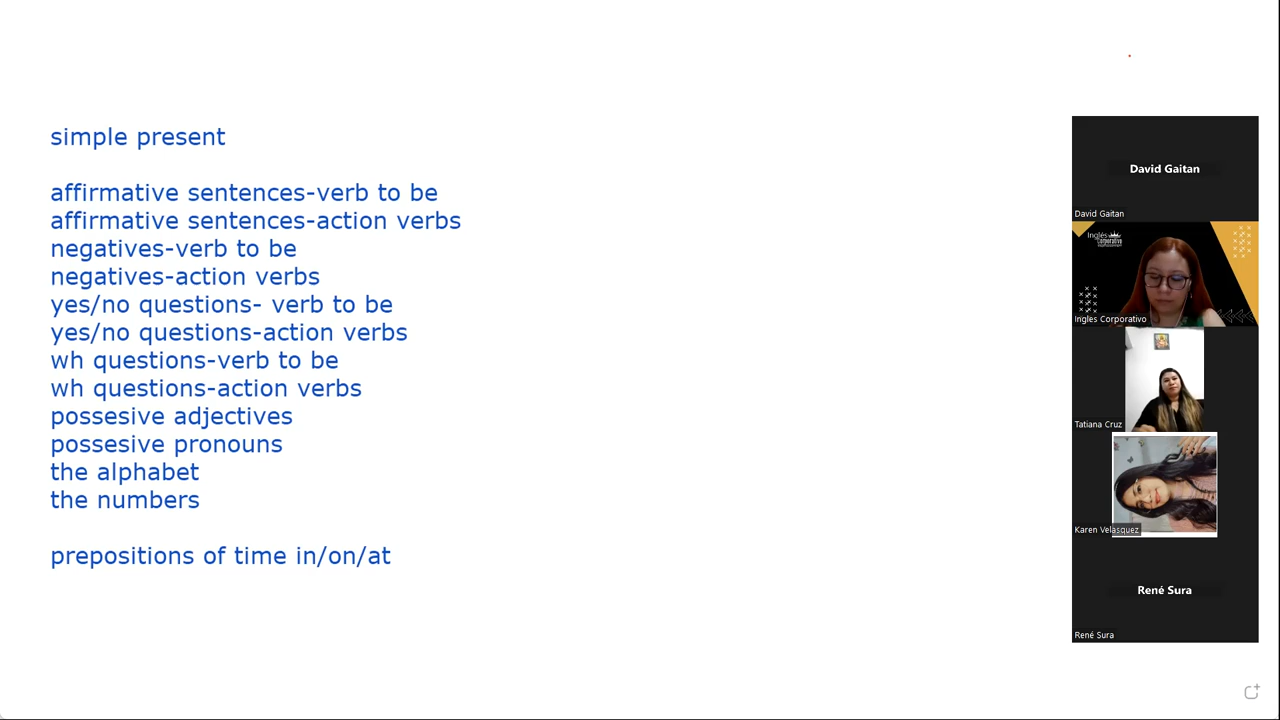 simple present
affirmative sentences-verb to be
affirmative sentences-action verbs
negatives-verb to be
negatives-action verbs
yes/no questions- verb to be
yes/no questions-action verbs
wh questions-verb to be
wh questions-action verbs
possesive adjectives
possesive pronouns
the alphabet
the numbers
prepositions of time in/on/at
David Gaitan
David Gaitan
Inglés
Corporativo
Ingles Corporativo
Tatiana Cruz
Karen Velasquez
René Sura
René Sura